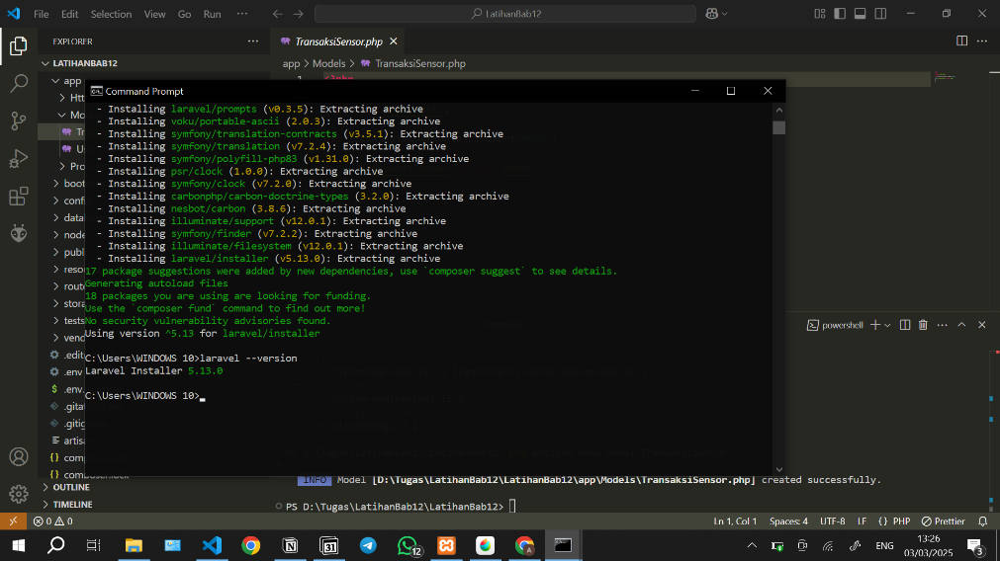 File Edit Selection View Go Run ··· LatihanBab12
EXPLORER ···
TransaksiSensor.php
LATIHANBAB12
app > Models > TransaksiSensor.php
app
1 <?php
Command Prompt
- Installing laravel/prompts (v0.3.5): Extracting archive
- Installing voku/portable-ascii (2.0.3): Extracting archive
- Installing symfony/translation-contracts (v3.5.1): Extracting archive
- Installing symfony/translation (v7.2.4): Extracting archive
- Installing symfony/polyfill-php83 (v1.31.0): Extracting archive
- Installing psr/clock (1.0.0): Extracting archive
- Installing symfony/clock (v7.2.0): Extracting archive
- Installing carbonphp/carbon-doctrine-types (3.2.0): Extracting archive
- Installing nesbot/carbon (3.8.6): Extracting archive
- Installing illuminate/support (v12.0.1): Extracting archive
- Installing symfony/finder (v7.2.2): Extracting archive
- Installing illuminate/filesystem (v12.0.1): Extracting archive
- Installing laravel/installer (v5.13.0): Extracting archive
17 package suggestions were added by new dependencies, use `composer suggest` to see details.
Generating autoload files
18 packages you are using are looking for funding.
Use the `composer fund` command to find out more!
No security vulnerability advisories found.
Using version ^5.13 for laravel/installer
C:\Users\WINDOWS 10>laravel --version
Laravel Installer 5.13.0
C:\Users\WINDOWS 10>
Htt
Mo
Tr
U
Pro
boot
conf
data
node
publ
reso
rout
stora
tests
vend
.edit
.env
.env
.gita
.gitig
artis
comp
composer.lock
OUTLINE
TIMELINE
powershell
INFO Model [D:\Tugas\LatihanBab12\LatihanBab12\app\Models\TransaksiSensor.php] created successfully.
PS D:\Tugas\LatihanBab12\LatihanBab12>
0 0 Ln 1, Col 1 Spaces: 4 UTF-8 LF {} PHP Prettier
31
12
A
ENG
13:26
03/03/2025
3